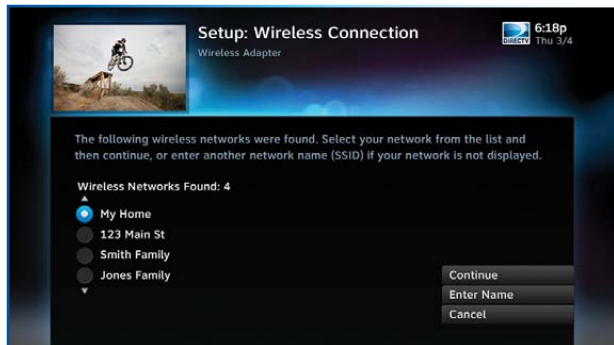 Setup: Wireless Connection
Wireless Adapter
DIRECTV
6:18p
Thu 3/4
The following wireless networks were found. Select your network from the list and
then continue, or enter another network name (SSID) if your network is not displayed.
Wireless Networks Found: 4
My Home
123 Main St
Smith Family
Jones Family
Continue
Enter Name
Cancel